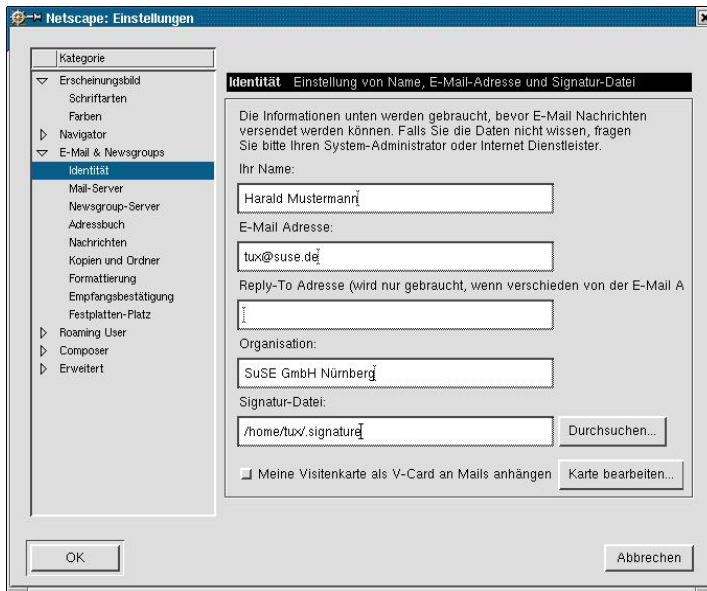 Netscape: Einstellungen
Kategorie
Erscheinungsbild
Schriftarten
Farben
Navigator
E-Mail & Newsgroups
Identität
Mail-Server
Newsgroup-Server
Adressbuch
Nachrichten
Kopien und Ordner
Formattierung
Empfangsbestätigung
Festplatten-Platz
Roaming User
Composer
Erweitert
Identität Einstellung von Name, E-Mail-Adresse und Signatur-Datei
Die Informationen unten werden gebraucht, bevor E-Mail Nachrichten
versendet werden können. Falls Sie die Daten nicht wissen, fragen
Sie bitte Ihren System-Administrator oder Internet Dienstleister.
Ihr Name:
Harald Mustermann
E-Mail Adresse:
tux@suse.de
Reply-To Adresse (wird nur gebraucht, wenn verschieden von der E-Mail A
Organisation:
SuSE GmbH Nürnberg
Signatur-Datei:
/home/tux/.signature
Durchsuchen...
Meine Visitenkarte als V-Card an Mails anhängen
Karte bearbeiten...
OK
Abbrechen